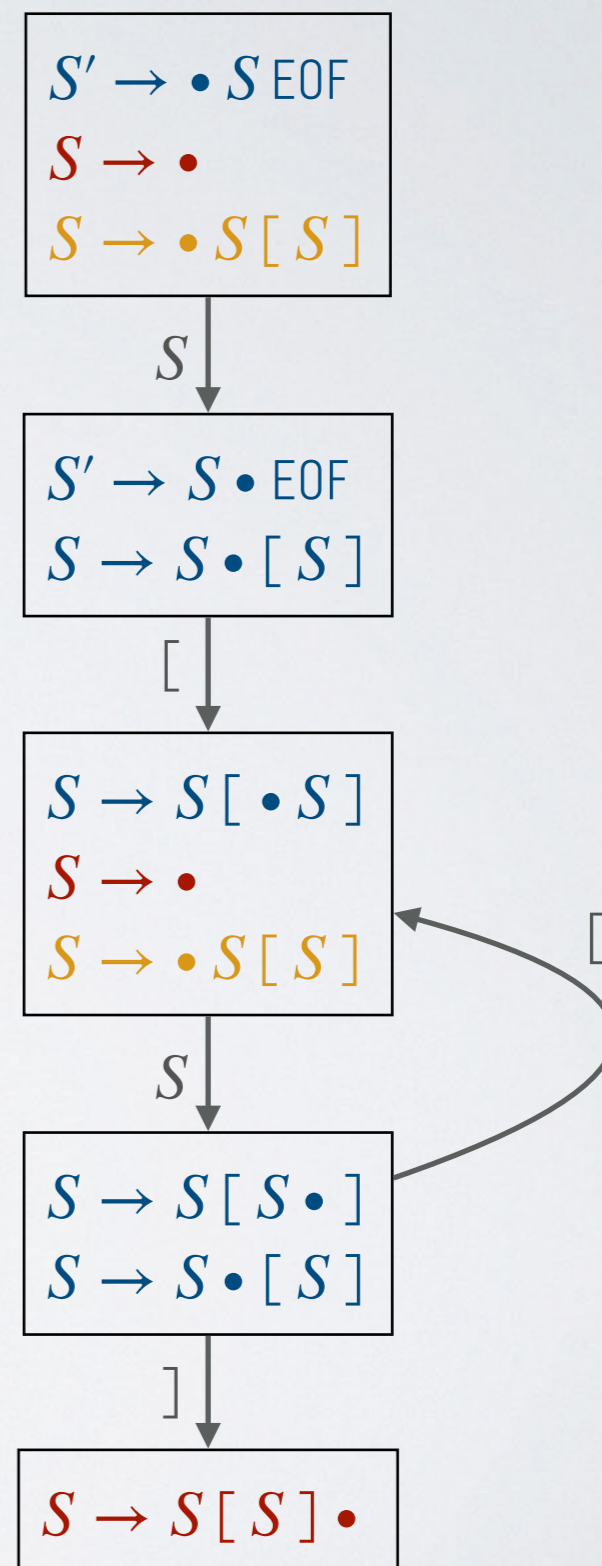 S′ → • S EOF
S → •
S → • S [ S ]
S
S′ → S • EOF
S → S • [ S ]
[
S → S [ • S ]
S → •
S → • S [ S ]
[
S
S → S [ S • ]
S → S • [ S ]
]
S → S [ S ] •